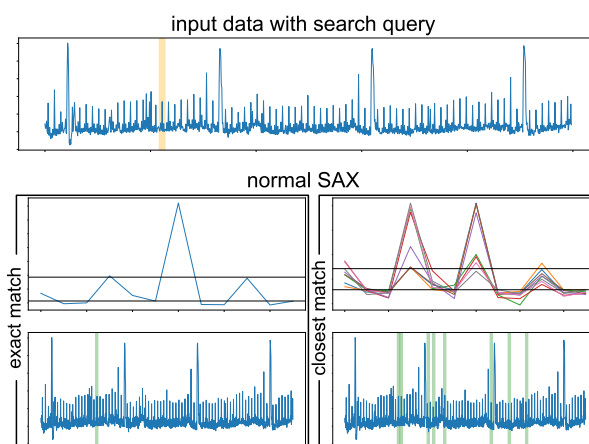 input data with search query
normal SAX
exact match
closest match